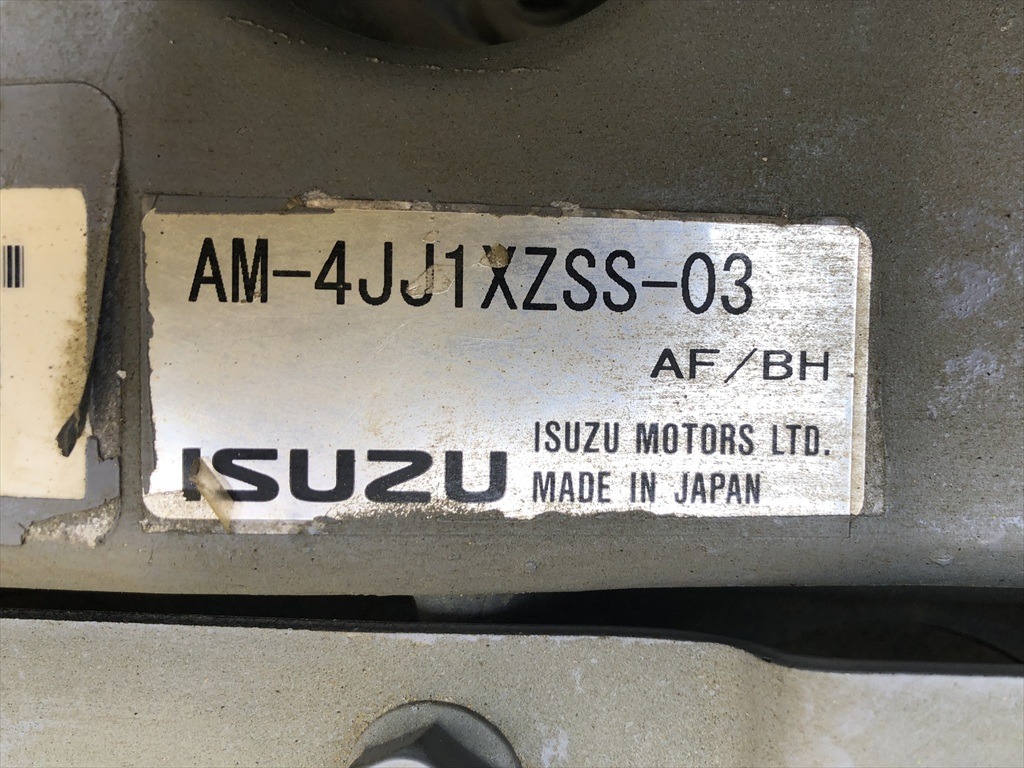 AM-4JJ1XZSS-03
AF/BH
ISUZU
ISUZU MOTORS LTD.
MADE IN JAPAN